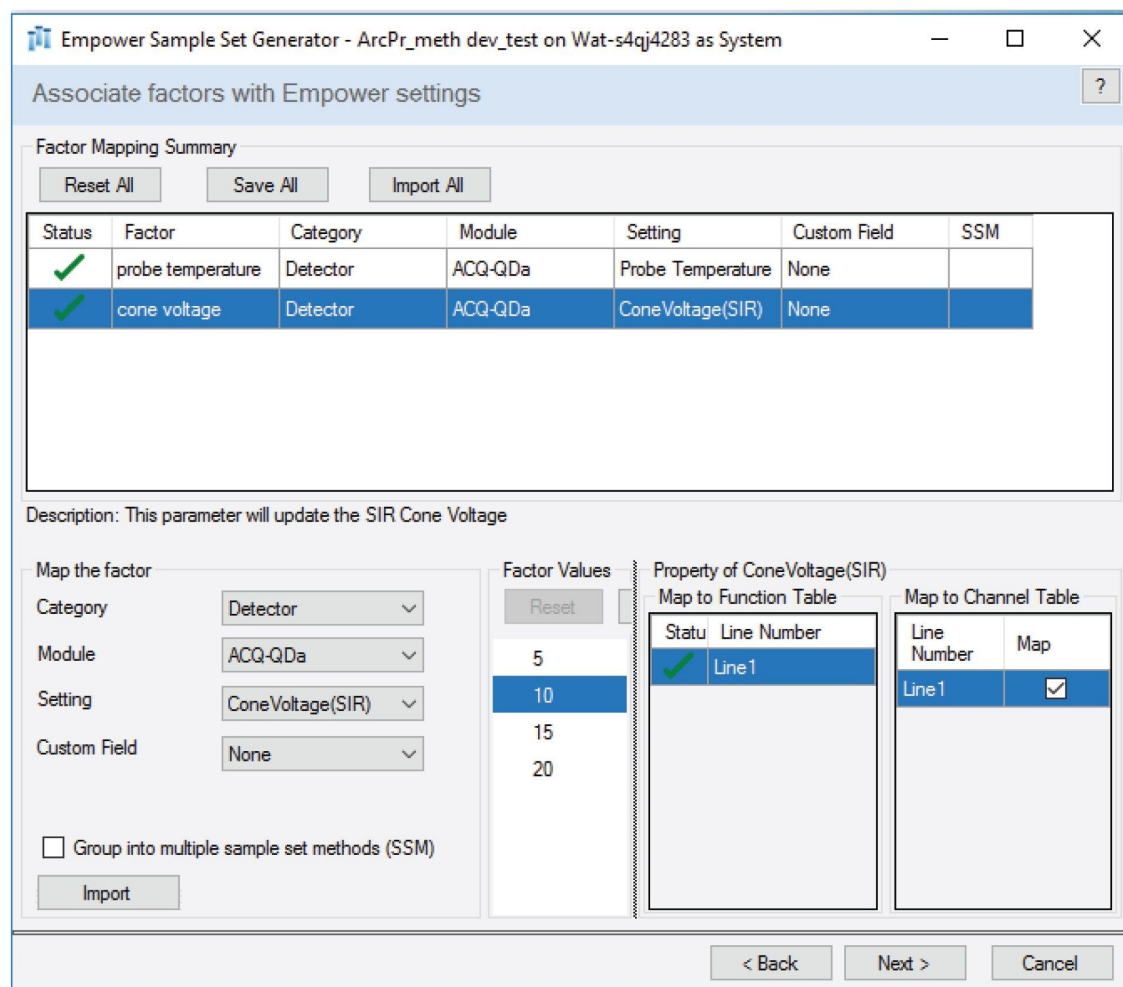 Empower Sample Set Generator - ArcPr_meth dev_test on Wat-s4qj4283 as System
Associate factors with Empower settings
?
Factor Mapping Summary
Reset All Save All Import All
Status Factor Category Module Setting Custom Field SSM
probe temperature Detector ACQ-QDa Probe Temperature None
cone voltage Detector ACQ-QDa ConeVoltage(SIR) None
Description: This parameter will update the SIR Cone Voltage
Map the factor
Category Detector
Module ACQ-QDa
Setting ConeVoltage(SIR)
Custom Field None
Group into multiple sample set methods (SSM)
Import
Factor Values
Reset
5
10
15
20
Property of ConeVoltage(SIR)
Map to Function Table
Statu Line Number
Line1
Map to Channel Table
Line Number Map
Line1
< Back Next > Cancel